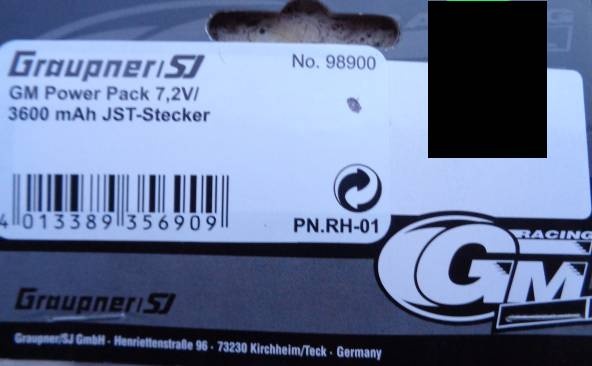 RACING
Graupner/SJ
No. 98900
GM Power Pack 7,2V/
3600 mAh JST-Stecker
4 013389 356909
PN.RH-01
RACING
GM
Graupner/SJ
Graupner/SJ GmbH · Henriettenstraße 96 · 73230 Kirchheim/Teck · Germany